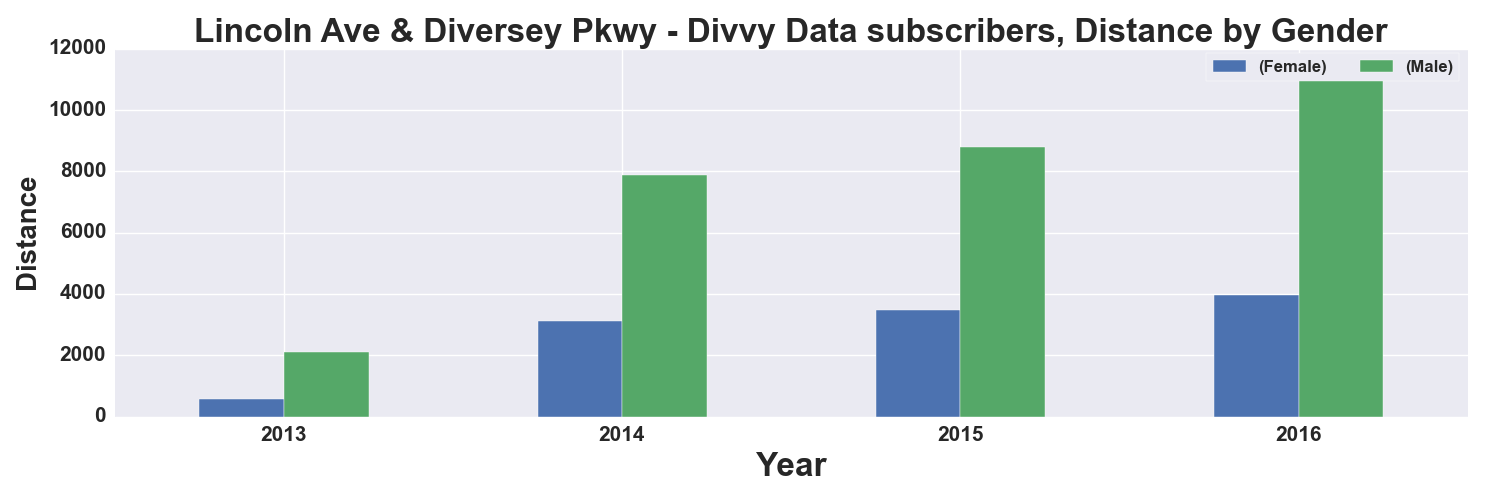 Lincoln Ave & Diversey Pkwy - Divvy Data subscribers, Distance by Gender
12000
10000
8000
6000
4000
2000
0
Distance
(Female) (Male)
2013 2014 2015 2016
Year